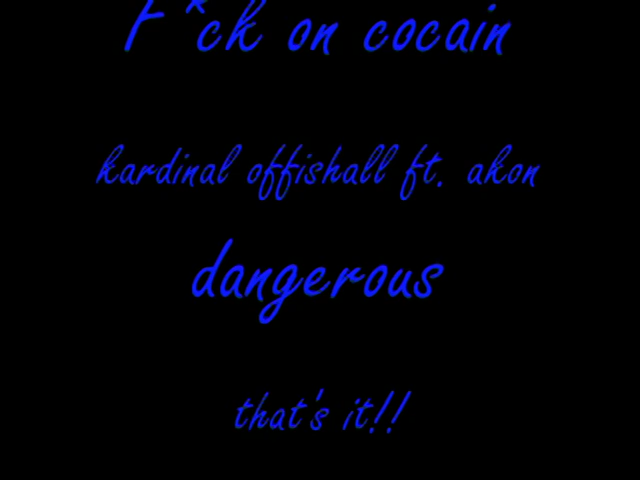 F*ck on cocain
kardinal offishall ft. akon
dangerous
that's it!!